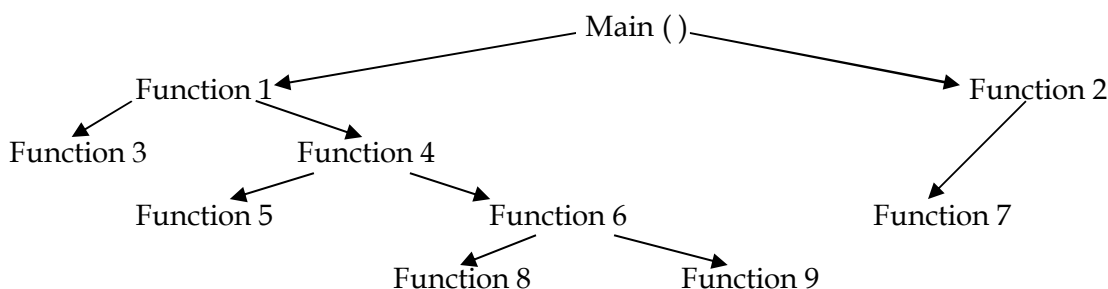 Main ( )
Function 1
Function 2
Function 3
Function 4
Function 5
Function 6
Function 7
Function 8
Function 9